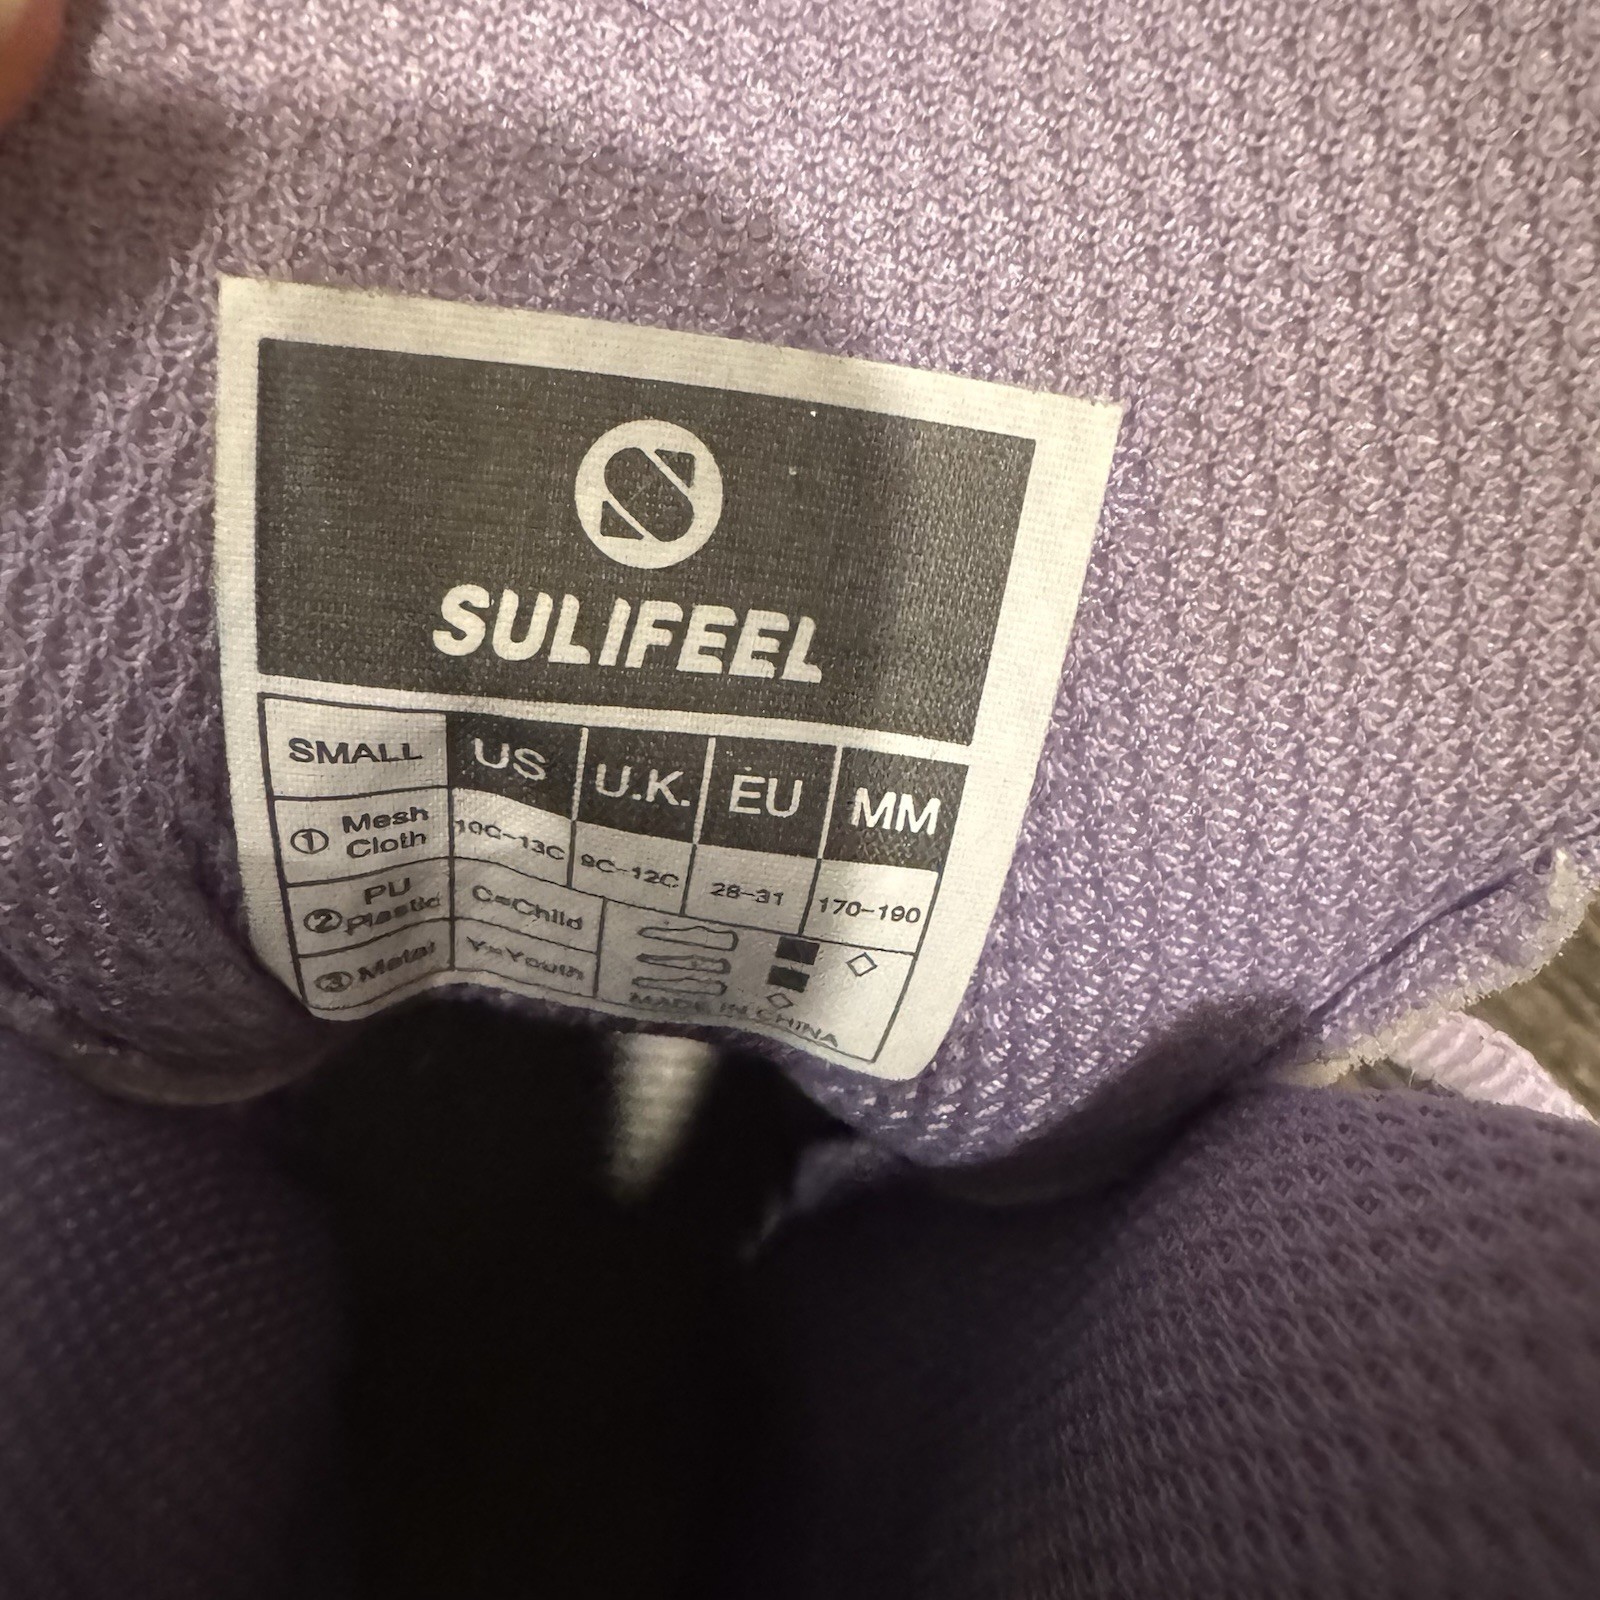 SULIFEEL
SMALL US U.K. EU MM
① Mesh Cloth 10C-13C 9C-12C 28-31 170-190
② PU Plastic C=Child
③ Metal Y=Youth
MADE IN CHINA